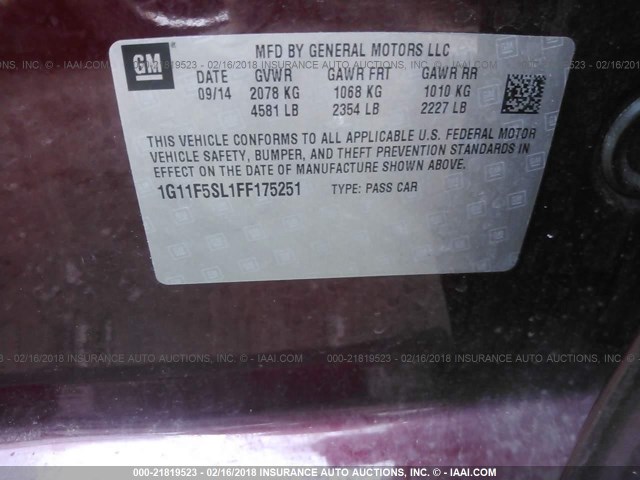 GM
MFD BY GENERAL MOTORS LLC
DATE GVWR GAWR FRT GAWR RR
09/14 2078 KG 1068 KG 1010 KG
4581 LB 2354 LB 2227 LB
THIS VEHICLE CONFORMS TO ALL APPLICABLE U.S. FEDERAL MOTOR
VEHICLE SAFETY, BUMPER, AND THEFT PREVENTION STANDARDS IN
EFFECT ON THE DATE OF MANUFACTURE SHOWN ABOVE.
1G11F5SL1FF175251 TYPE: PASS CAR
000-21819523 - 02/16/2018 INSURANCE AUTO AUCTIONS INC. © - IAAI.COM